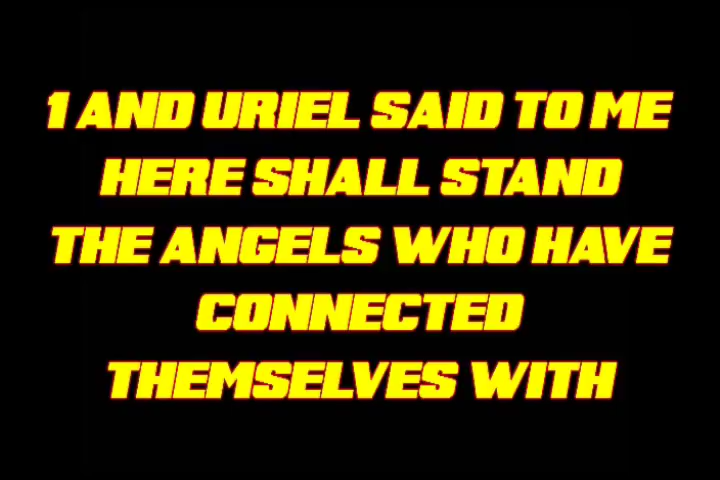 1 AND URIEL SAID TO ME
HERE SHALL STAND
THE ANGELS WHO HAVE
CONNECTED
THEMSELVES WITH